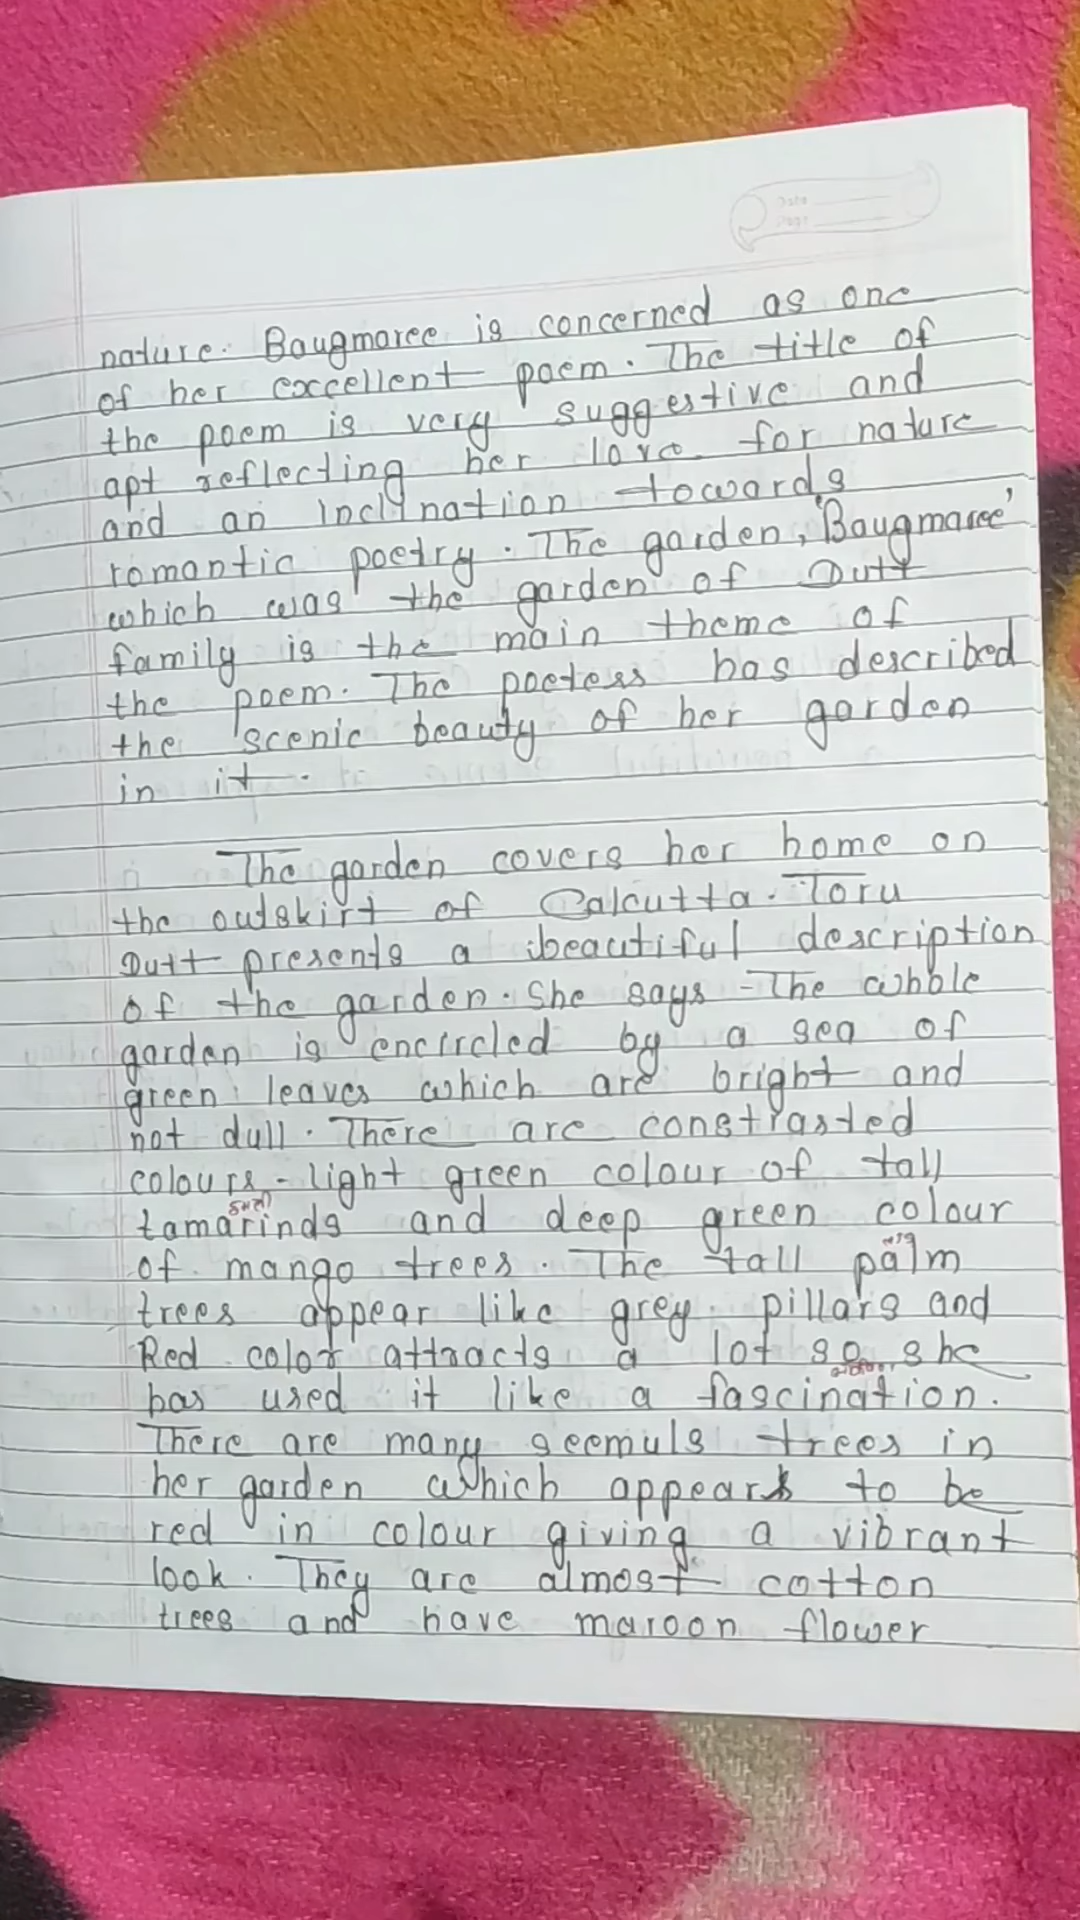 Date
Page
nature. Baugmaree is concerned as one
of her excellent poem. The title of
the poem is very suggestive and
apt reflecting her love for nature
and an inclination towards
romantic poetry. The garden, 'Baugmaree'
which was the garden of Dutt
family is the main theme of
the poem. The poetess has described
the scenic beauty of her garden
in it.
The garden covers her home on
the outskirt of Calcutta. Toru
Dutt presents a beautiful description
of the garden. She says - The whole
garden is encircled by a sea of
green leaves which are bright and
not dull. There are constrasted
colours - light green colour of tall
tamarinds and deep green colour
of mango trees. The tall palm
trees appear like grey pillars and
Red color attracts a lot so she
has used it like a fascination.
There are many seemuls trees in
her garden which appears to be
red in colour giving a vibrant
look. They are almost cotton
trees and have maroon flower